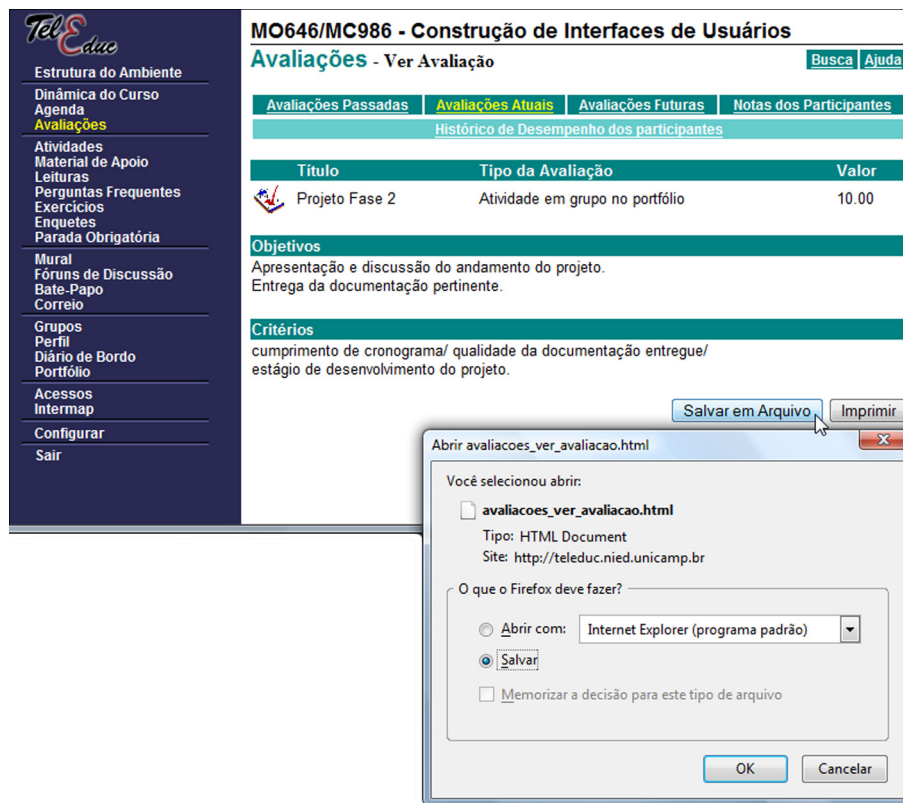 TelEduc
Estrutura do Ambiente
Dinâmica do Curso
Agenda
Avaliações
Atividades
Material de Apoio
Leituras
Perguntas Frequentes
Exercícios
Enquetes
Parada Obrigatória
Mural
Fóruns de Discussão
Bate-Papo
Correio
Grupos
Perfil
Diário de Bordo
Portfólio
Acessos
Intermap
Configurar
Sair
MO646/MC986 - Construção de Interfaces de Usuários
Avaliações - Ver Avaliação Busca Ajuda
Avaliações Passadas Avaliações Atuais Avaliações Futuras Notas dos Participantes
Histórico de Desempenho dos participantes
Título Tipo da Avaliação Valor
Projeto Fase 2 Atividade em grupo no portfólio 10.00
Objetivos
Apresentação e discussão do andamento do projeto.
Entrega da documentação pertinente.
Critérios
cumprimento de cronograma/ qualidade da documentação entregue/
estágio de desenvolvimento do projeto.
Salvar em Arquivo Imprimir
Abrir avaliacoes_ver_avaliacao.html
Você selecionou abrir:
avaliacoes_ver_avaliacao.html
Tipo: HTML Document
Site: http://teleduc.nied.unicamp.br
O que o Firefox deve fazer?
Abrir com: Internet Explorer (programa padrão)
Salvar
Memorizar a decisão para este tipo de arquivo
OK Cancelar